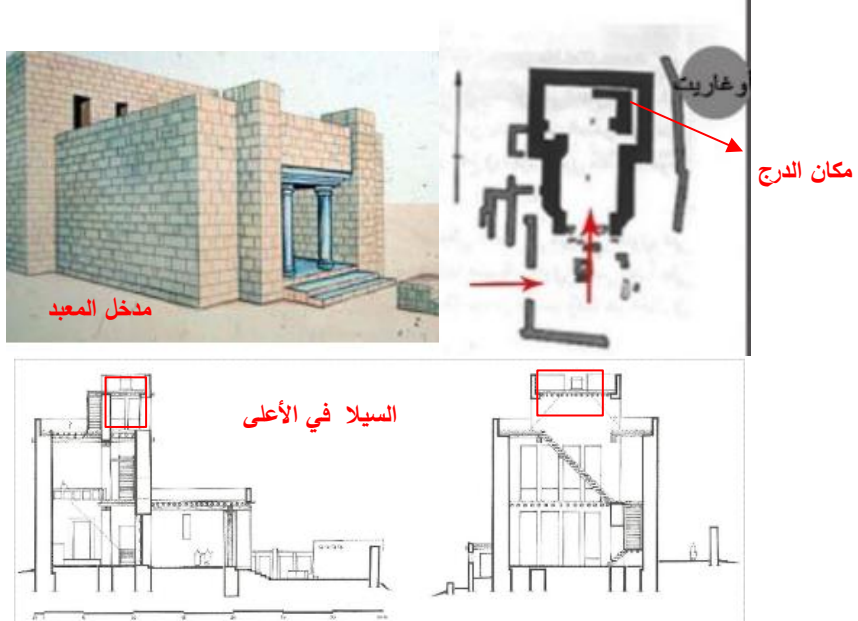 أوغاريت
مكان الدرج
مدخل المعبد
السيلا في الأعلى